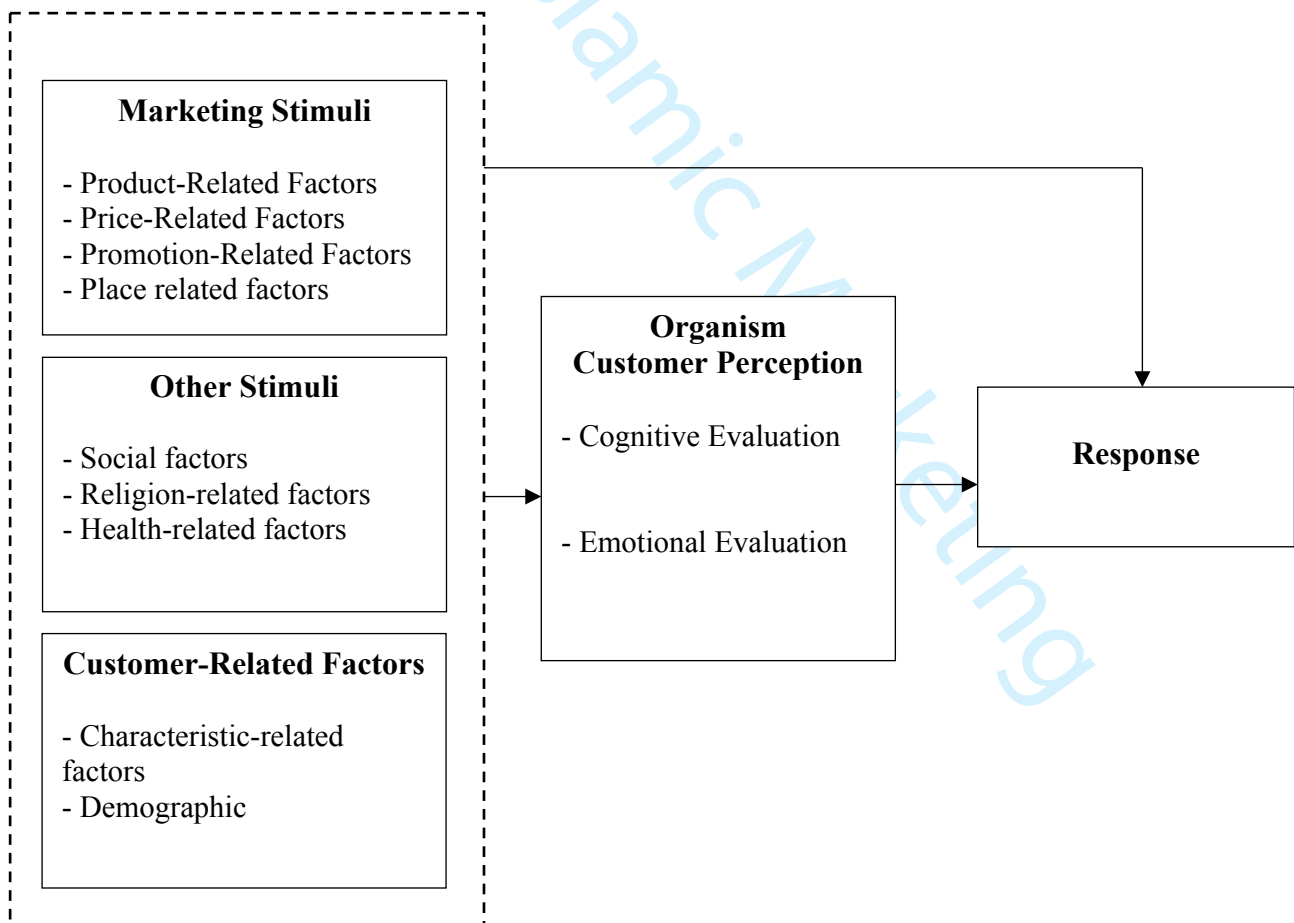 Marketing Stimuli
- Product-Related Factors
- Price-Related Factors
- Promotion-Related Factors
- Place related factors
Other Stimuli
- Social factors
- Religion-related factors
- Health-related factors
Customer-Related Factors
- Characteristic-related
factors
- Demographic
Organism
Customer Perception
- Cognitive Evaluation
- Emotional Evaluation
Response